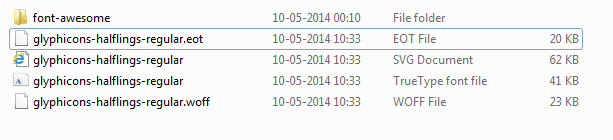 font-awesome 10-05-2014 00:10 File folder
glyphicons-halflings-regular.eot 10-05-2014 10:33 EOT File 20 KB
glyphicons-halflings-regular 10-05-2014 10:33 SVG Document 62 KB
glyphicons-halflings-regular 10-05-2014 10:33 TrueType font file 41 KB
glyphicons-halflings-regular.woff 10-05-2014 10:33 WOFF File 23 KB